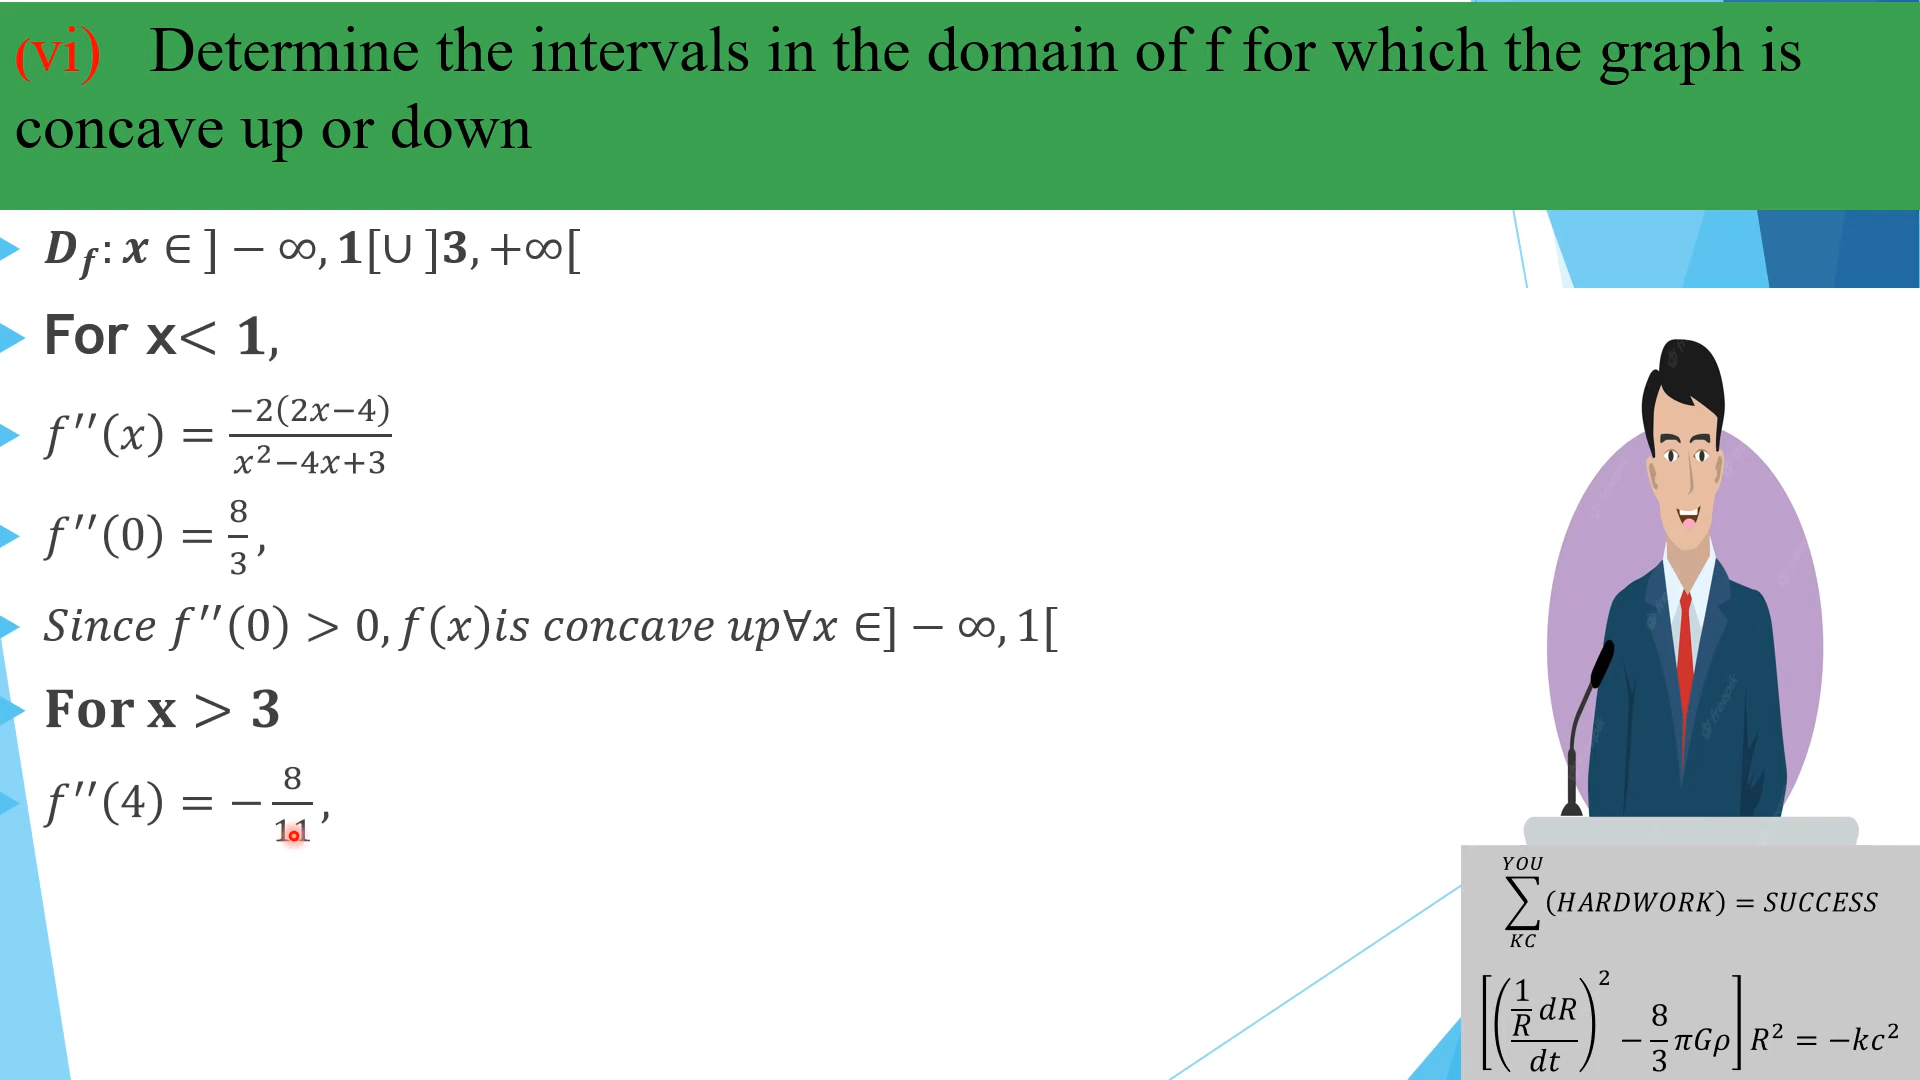 (vi) Determine the intervals in the domain of f for which the graph is
concave up or down
D_f: x ∈ ] − ∞, 1[∪ ]3, +∞[
For x< 1,
f′′(x) = −2(2x−4) / x²−4x+3
f′′(0) = 8/3,
Since f′′(0) > 0, f(x)is concave up∀x ∈] − ∞, 1[
For x > 3
f′′(4) = − 8/11,
YOU
∑(HARDWORK) = SUCCESS
KC
[(1/R dR / dt)² − 8/3 πGρ] R² = −kc²